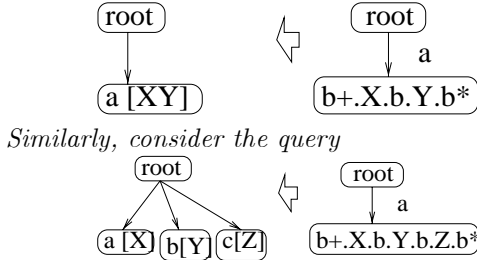 root root
a
a [XY] b+.X.b.Y.b*
Similarly, consider the query
root root
a
a [X] b[Y] c[Z] b+.X.b.Y.b.Z.b*